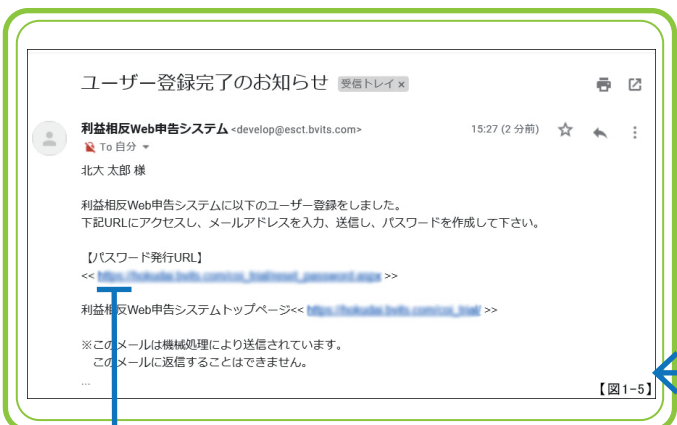 ユーザー登録完了のお知らせ 受信トレイ ×
利益相反Web申告システム <develop@esct.bvits.com> 15:27 (2 分前)
To 自分
北大 太郎 様
利益相反Web申告システムに以下のユーザー登録をしました。
下記URLにアクセスし、メールアドレスを入力、送信し、パスワードを作成して下さい。
【パスワード発行URL】
<< >>
利益相反Web申告システムトップページ<< >>
※このメールは機械処理により送信されています。
このメールに返信することはできません。
...
【図1-5】